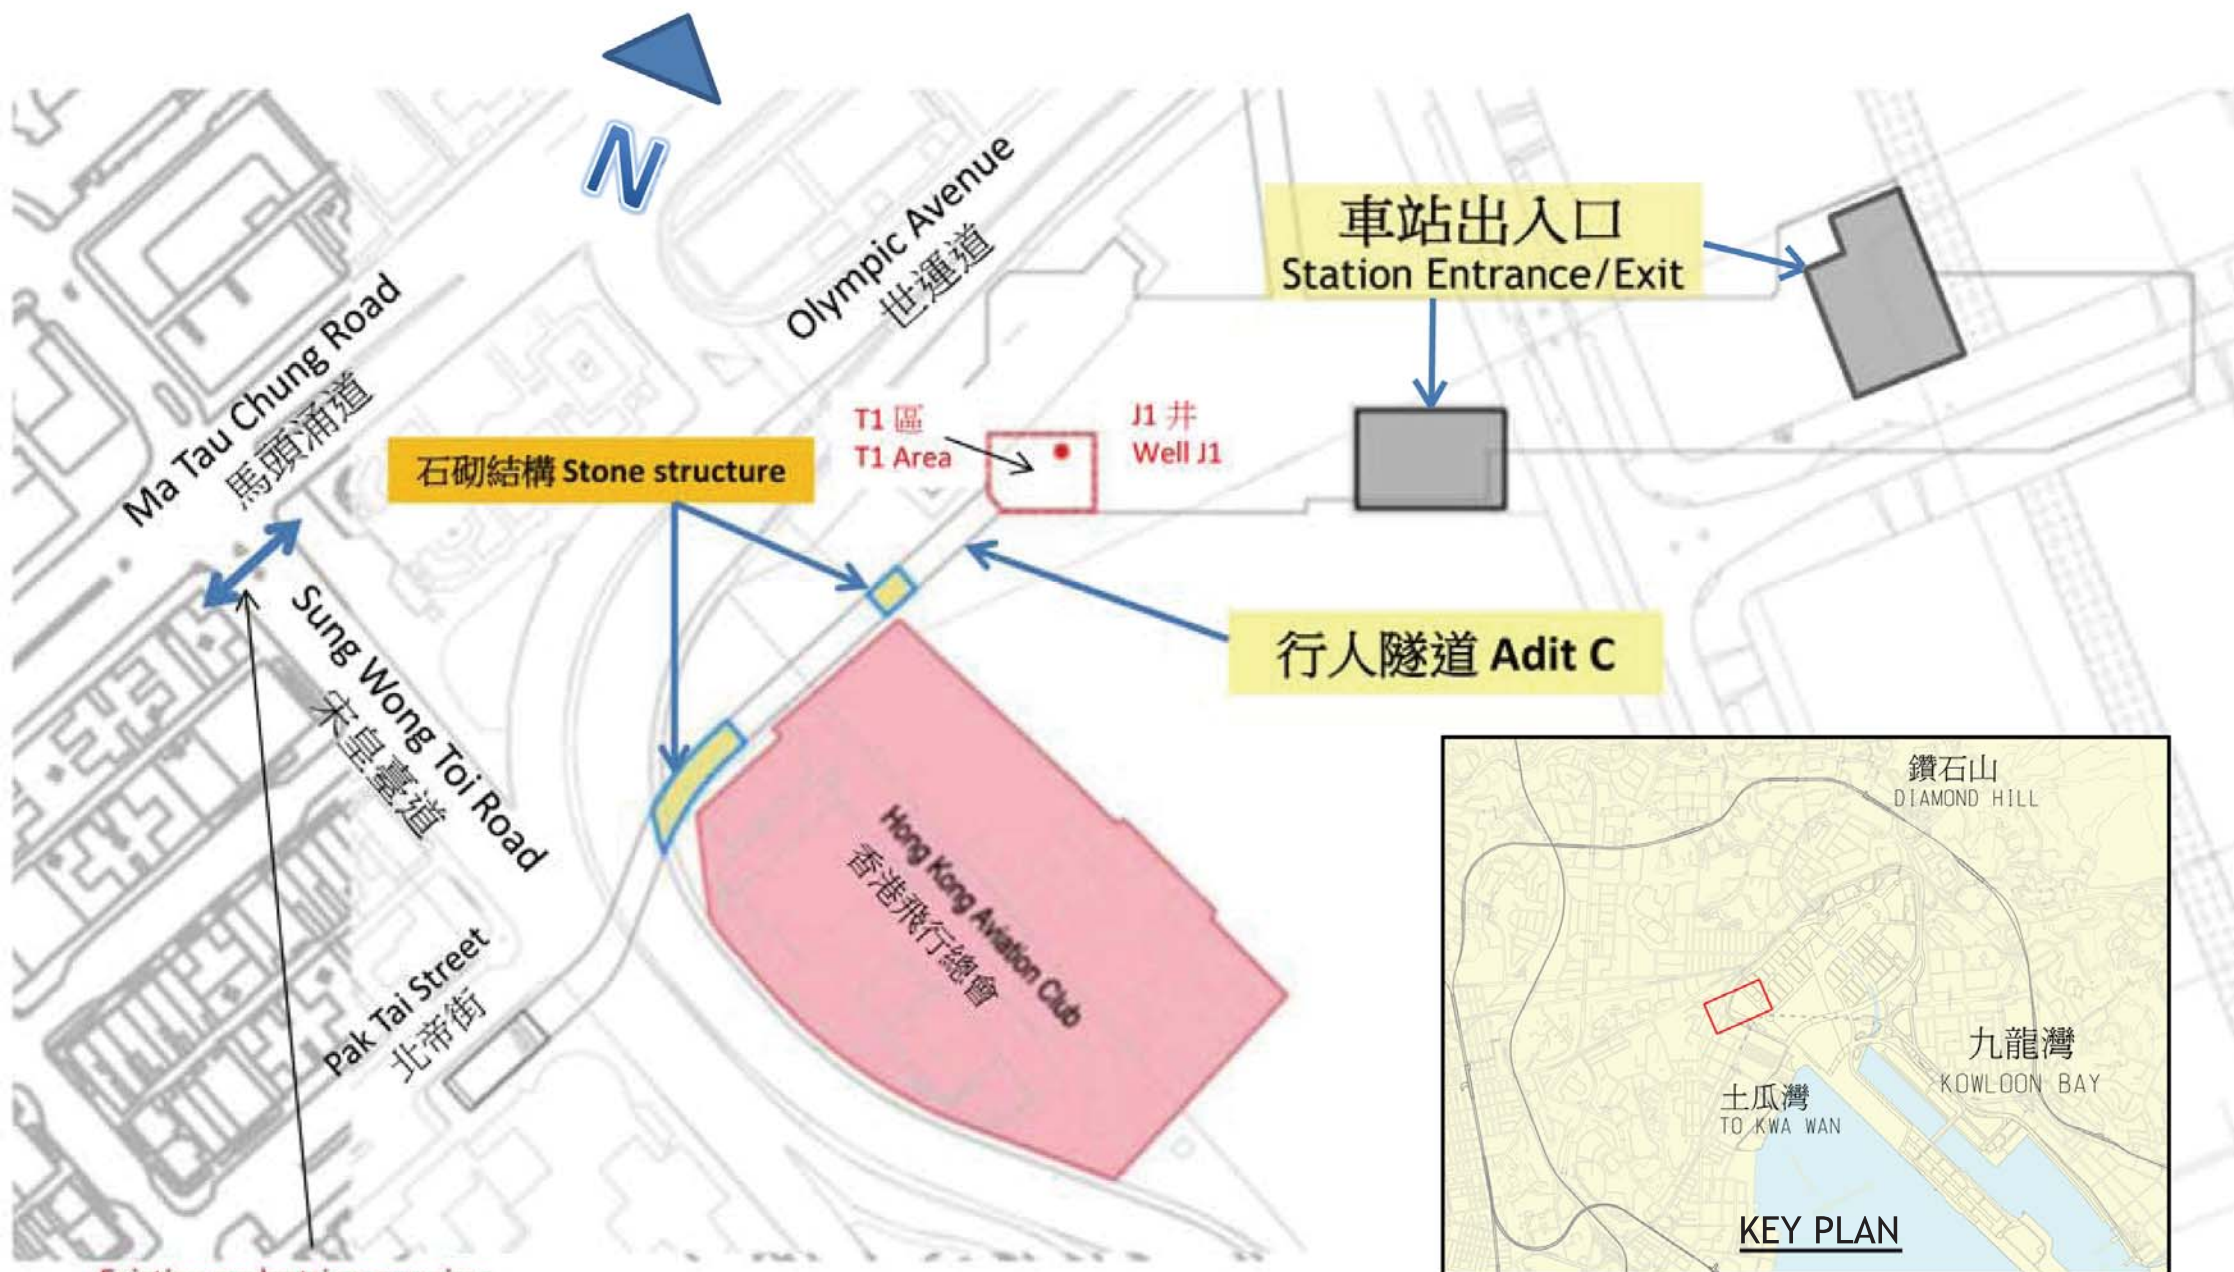 N
Olympic Avenue
世運道
車站出入口
Station Entrance/Exit
Ma Tau Chung Road
馬頭涌道
T1 區
T1 Area
J1 井
Well J1
石砌結構 Stone structure
行人隧道 Adit C
Sung Wong Toi Road
宋皇臺道
Hong Kong Aviation Club
香港飛行總會
Pak Tai Street
北帝街
鑽石山
DIAMOND HILL
九龍灣
KOWLOON BAY
土瓜灣
TO KWA WAN
KEY PLAN